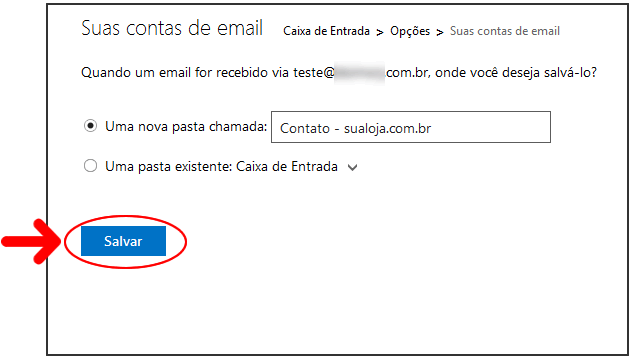 Suas contas de email Caixa de Entrada > Opções > Suas contas de email
Quando um email for recebido via teste@ .com.br, onde você deseja salvá-lo?
Uma nova pasta chamada: Contato - sualoja.com.br
Uma pasta existente: Caixa de Entrada
Salvar